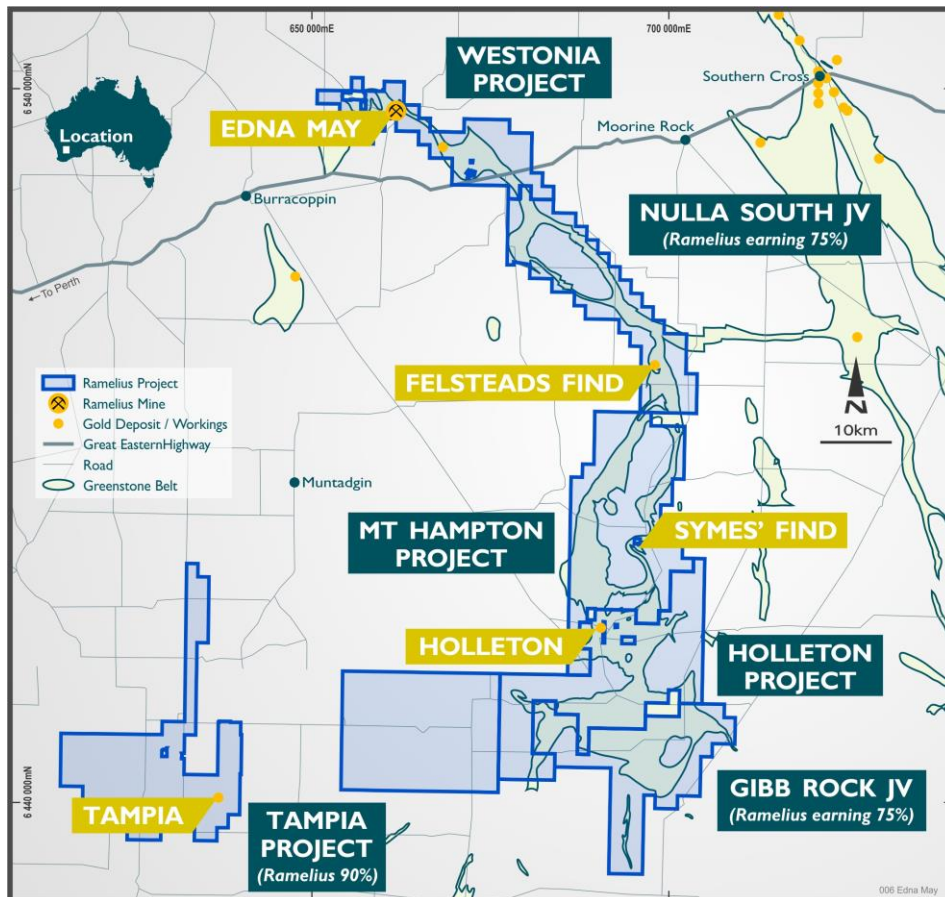 650 000mE
700 000mE
6 540 000mN
WESTONIA
PROJECT
Southern Cross
Location
EDNA MAY
Moorine Rock
Burracoppin
NULLA SOUTH JV
(Ramelius earning 75%)
← To Perth
FELSTEADS FIND
Ramelius Project
Ramelius Mine
Gold Deposit / Workings
Great EasternHighway
Road
Greenstone Belt
N
10km
Muntadgin
MT HAMPTON
PROJECT
SYMES' FIND
HOLLETON
HOLLETON
PROJECT
6 440 000mN
TAMPIA
TAMPIA
PROJECT
(Ramelius 90%)
GIBB ROCK JV
(Ramelius earning 75%)
006 Edna May